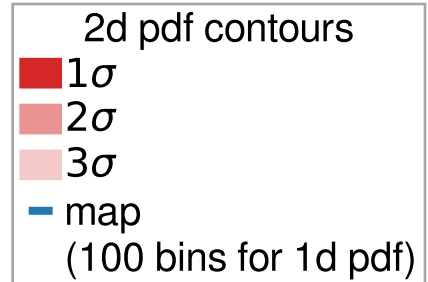 2d pdf contours
1σ
2σ
3σ
map
(100 bins for 1d pdf)